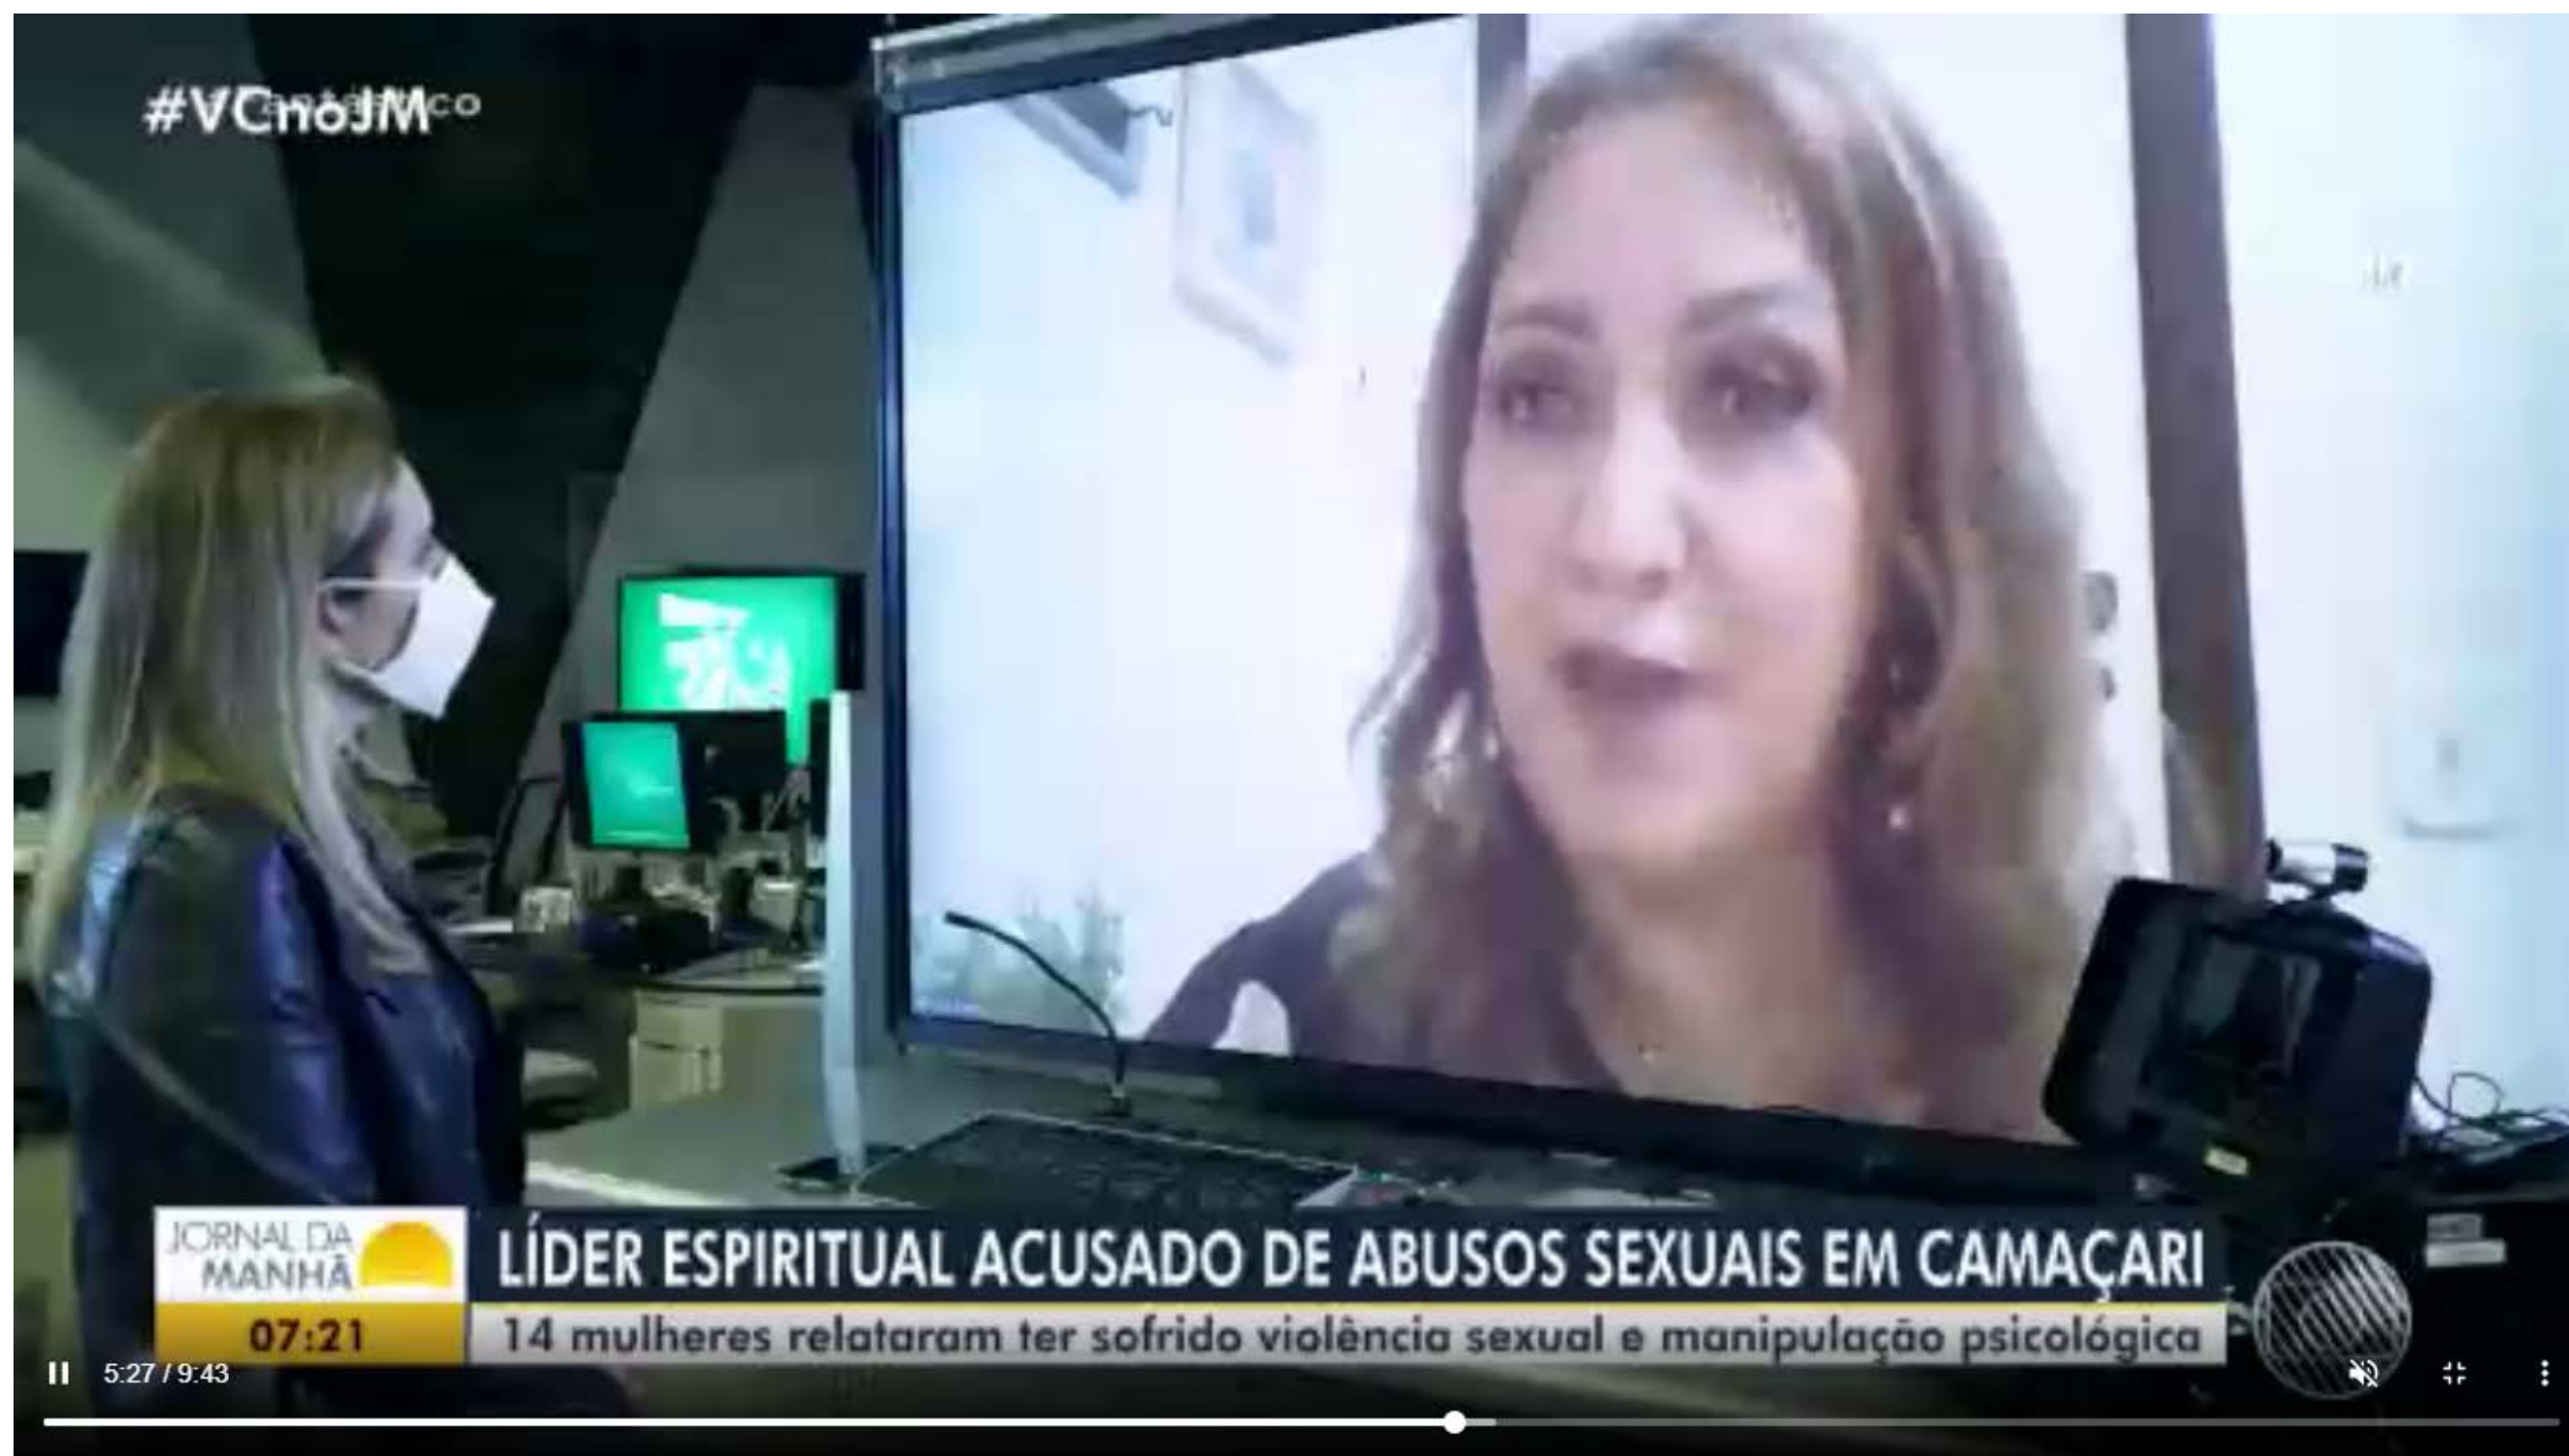 #VCnoJM
JORNAL DA
MANHÃ
07:21
LÍDER ESPIRITUAL ACUSADO DE ABUSOS SEXUAIS EM CAMAÇARI
14 mulheres relataram ter sofrido violência sexual e manipulação psicológica
5:27 / 9:43